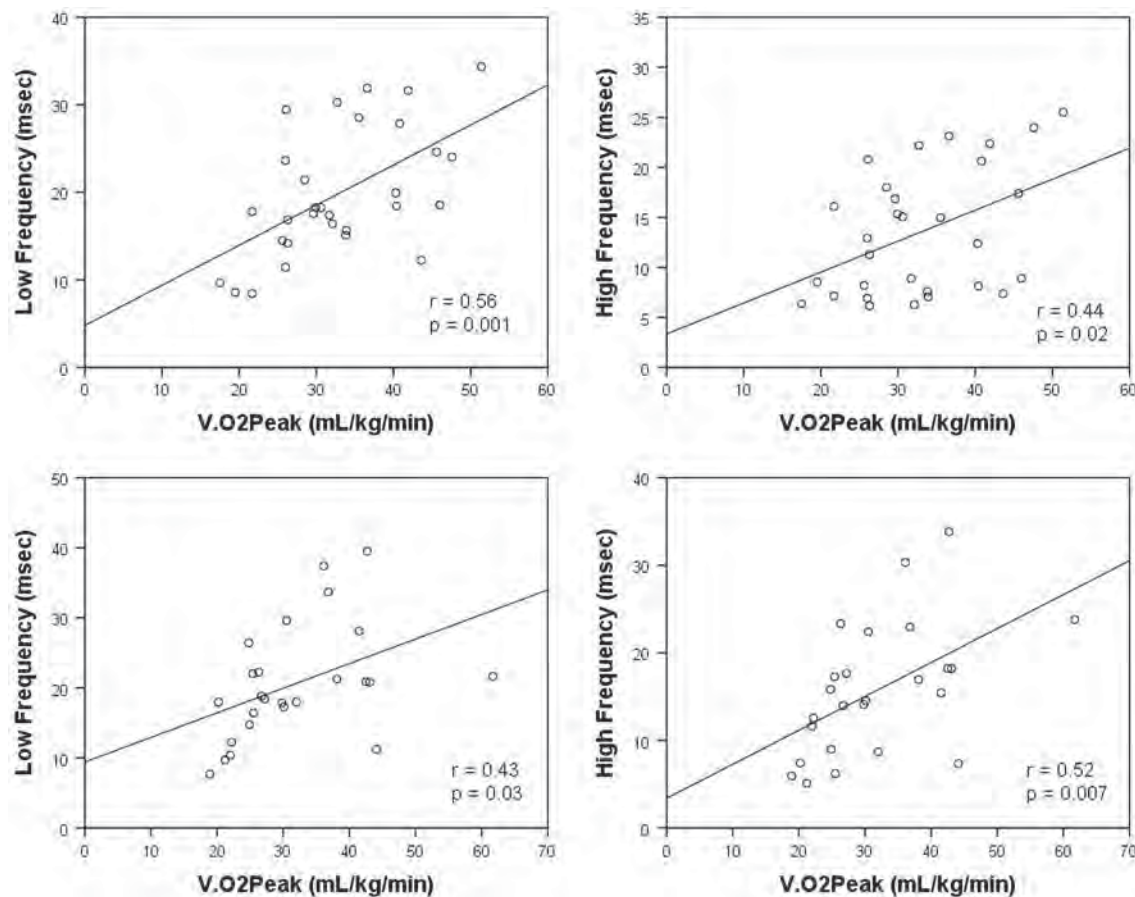 40
30
20
10
0
Low Frequency (msec)
r = 0.56
p = 0.001
0 10 20 30 40 50 60
V.O2Peak (mL/kg/min)
35
30
25
20
15
10
5
0
High Frequency (msec)
r = 0.44
p = 0.02
0 10 20 30 40 50 60
V.O2Peak (mL/kg/min)
50
40
30
20
10
0
Low Frequency (msec)
r = 0.43
p = 0.03
0 10 20 30 40 50 60 70
V.O2Peak (mL/kg/min)
40
30
20
10
0
High Frequency (msec)
r = 0.52
p = 0.007
0 10 20 30 40 50 60 70
V.O2Peak (mL/kg/min)